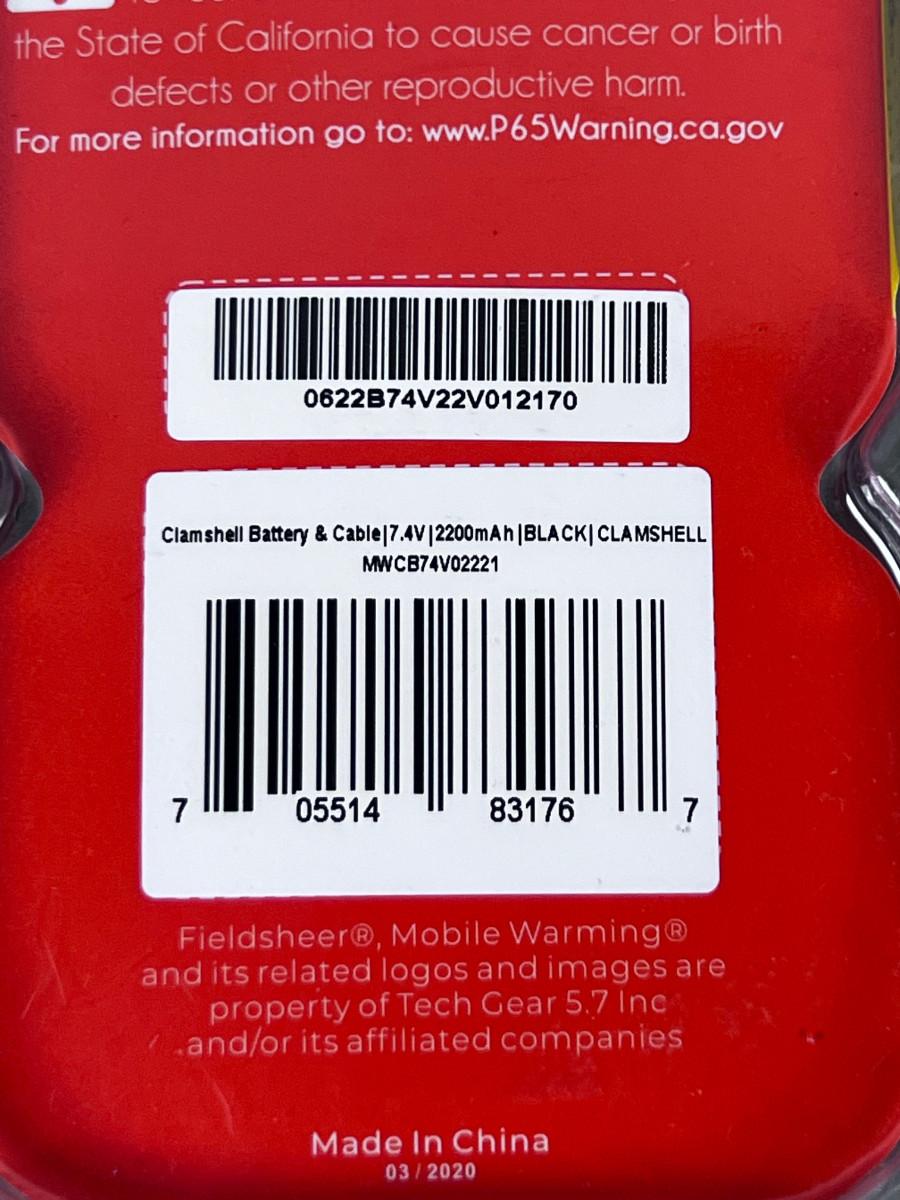 the State of California to cause cancer or birth
defects or other reproductive harm.
For more information go to: www.P65Warning.ca.gov
0622B74V22V012170
Clamshell Battery & Cable|7.4V|2200mAh|BLACK|CLAMSHELL
MWCB74V02221
7 05514 83176 7
Fieldsheer®, Mobile Warming®
and its related logos and images are
property of Tech Gear 5.7 Inc
and/or its affiliated companies
Made In China
03 / 2020